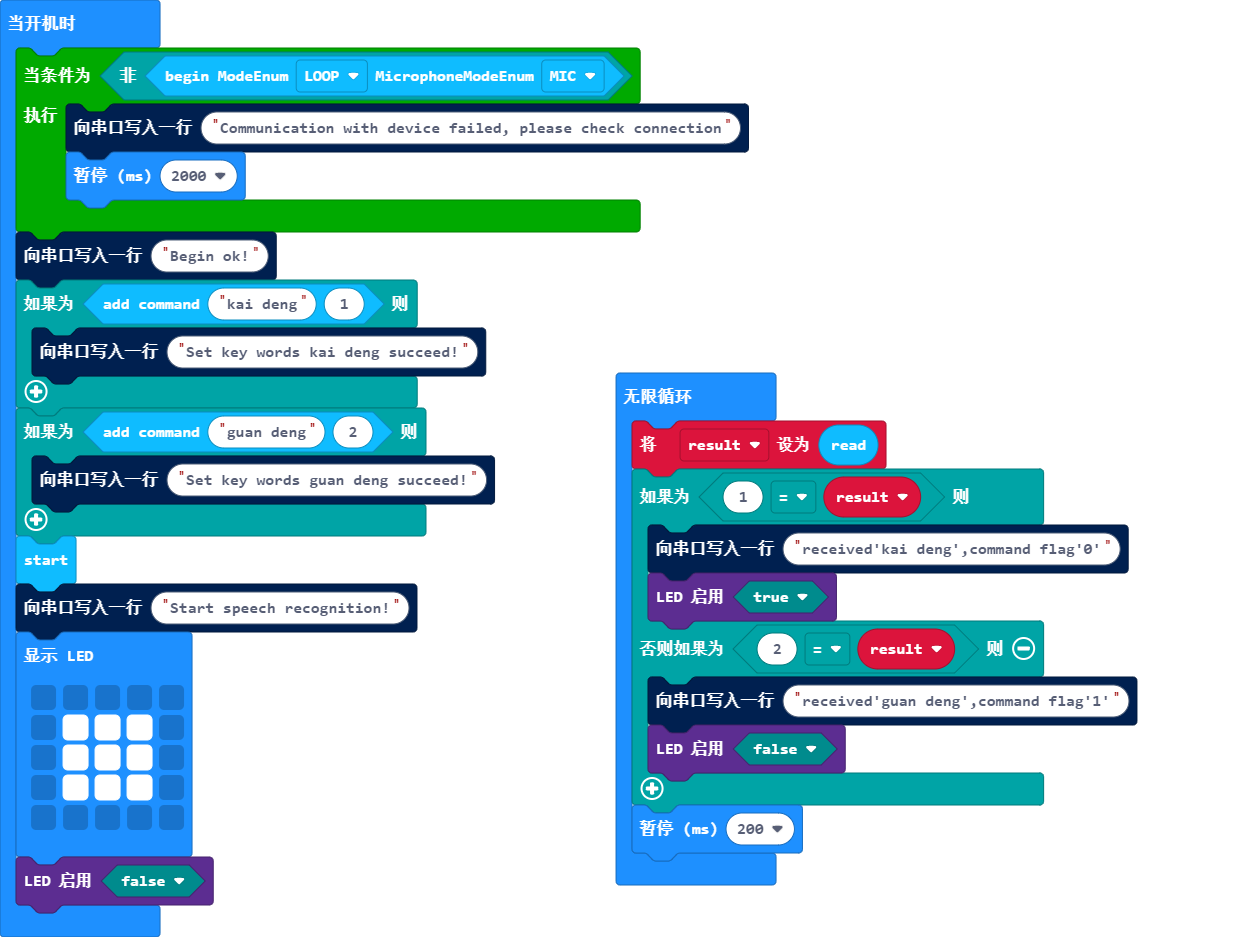 当开机时
当条件为 非 begin ModeEnum LOOP MicrophoneModeEnum MIC
执行
向串口写入一行 "Communication with device failed, please check connection"
暂停 (ms) 2000
向串口写入一行 "Begin ok!"
如果为 add command "kai deng" 1 则
向串口写入一行 "Set key words kai deng succeed!"
如果为 add command "guan deng" 2 则
向串口写入一行 "Set key words guan deng succeed!"
start
向串口写入一行 "Start speech recognition!"
显示 LED
LED 启用 false
无限循环
将 result 设为 read
如果为 1 = result 则
向串口写入一行 "received'kai deng',command flag'0'"
LED 启用 true
否则如果为 2 = result 则
向串口写入一行 "received'guan deng',command flag'1'"
LED 启用 false
暂停 (ms) 200